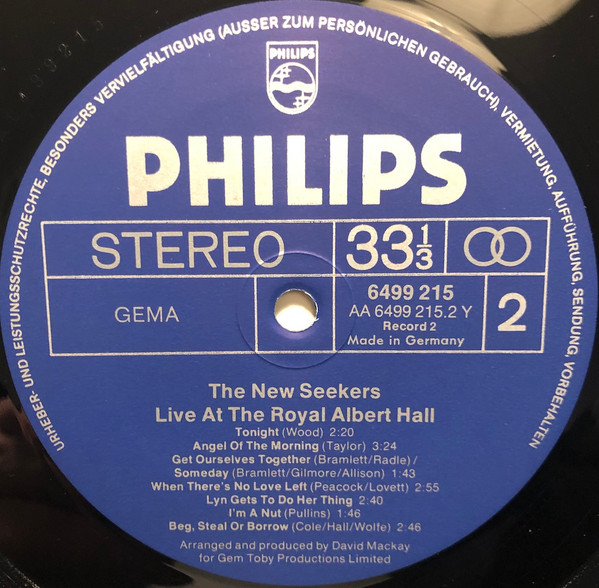 URHEBER- UND LEISTUNGSSCHUTZRECHTE, BESONDERS VERVIELFÄLTIGUNG (AUSSER ZUM PERSÖNLICHEN GEBRAUCH), VERMIETUNG, AUFFÜHRUNG, SENDUNG, VORBEHALTEN
PHILIPS
PHILIPS
STEREO
33 1/3
GEMA
6499 215
AA 6499 215.2 Y
Record 2
Made in Germany
2
The New Seekers
Live At The Royal Albert Hall
Tonight (Wood) 2:20
Angel Of The Morning (Taylor) 3:24
Get Ourselves Together (Bramlett/Radle) /
Someday (Bramlett/Gilmore/Allison) 1:43
When There's No Love Left (Peacock/Lovett) 2:55
Lyn Gets To Do Her Thing 2:40
I'm A Nut (Pullins) 1:46
Beg, Steal Or Borrow (Cole/Hall/Wolfe) 2:46
Arranged and produced by David Mackay
for Gem Toby Productions Limited